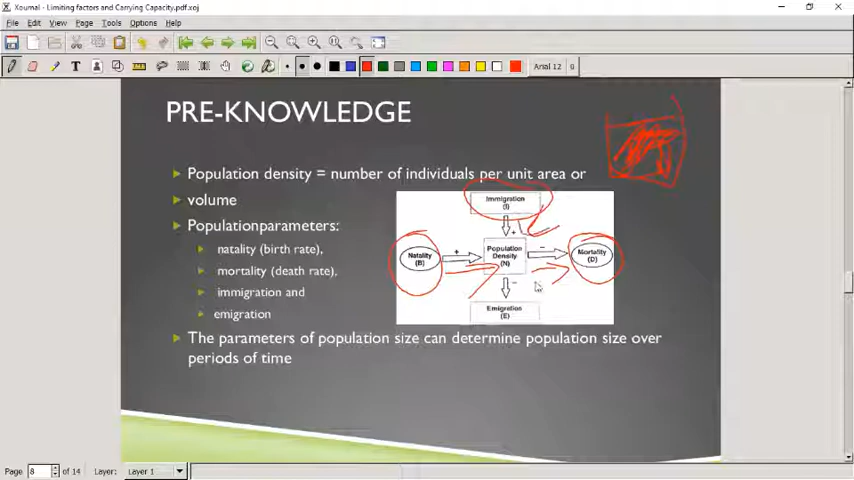 Xournal - Limiting factors and Carrying Capacity.pdf.xoj
File Edit View Page Tools Options Help
T Arial 12 0
PRE-KNOWLEDGE
Population density = number of individuals per unit area or
volume
Populationparameters:
natality (birth rate),
mortality (death rate),
immigration and
emigration
Immigration
(I)
+
Natality
(B)
+
Population
Density
(N)
−
Mortality
(D)
−
Emigration
(E)
The parameters of population size can determine population size over
periods of time
Page 8 of 14 Layer: Layer 1